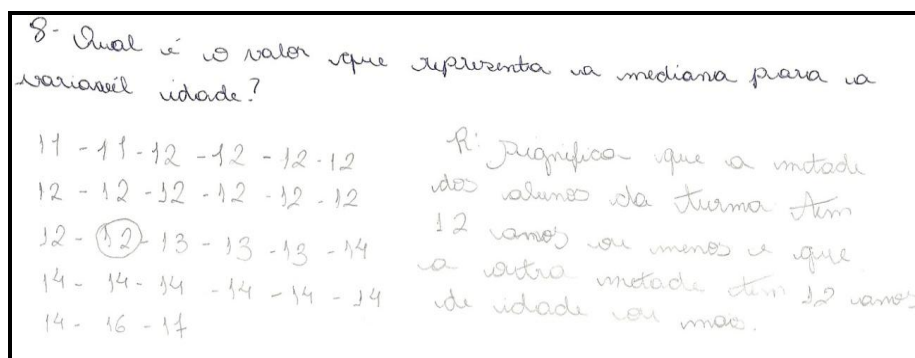 8- Qual é o valor que representa a mediana para a
variavél idade?
11 - 11 - 12 - 12 - 12 - 12
12 - 12 - 12 - 12 - 12 - 12
12 - 12 - 13 - 13 - 13 - 14
14 - 14 - 14 - 14 - 14 - 14
14 - 16 - 17
R: Significa que a metade
dos alunos da turma tem
12 anos ou menos e que
a outra metade tem 12 anos
de idade ou mais.